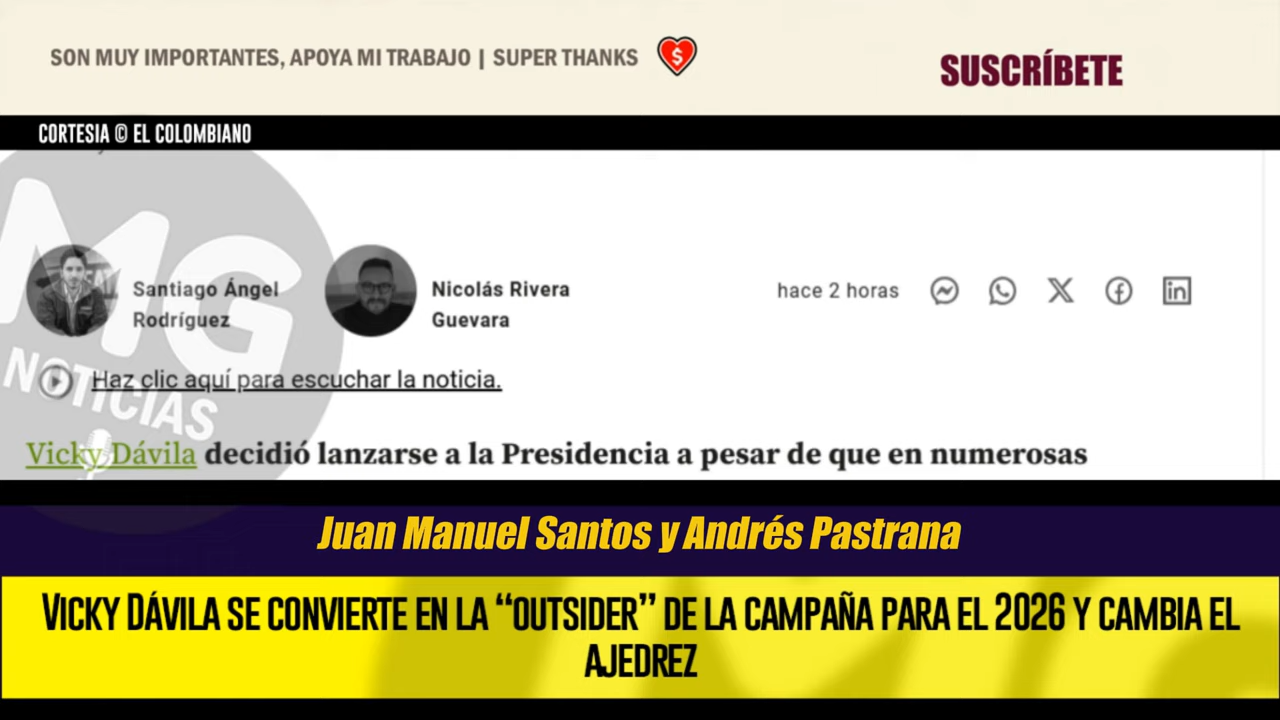 SON MUY IMPORTANTES, APOYA MI TRABAJO | SUPER THANKS
SUSCRÍBETE
CORTESIA © EL COLOMBIANO
MG
NOTICIAS
Santiago Ángel
Rodríguez
Nicolás Rivera
Guevara
hace 2 horas
Haz clic aquí para escuchar la noticia.
Vicky Dávila decidió lanzarse a la Presidencia a pesar de que en numerosas
Juan Manuel Santos y Andrés Pastrana
VICKY DÁVILA SE CONVIERTE EN LA “OUTSIDER” DE LA CAMPAÑA PARA EL 2026 Y CAMBIA EL
AJEDREZ